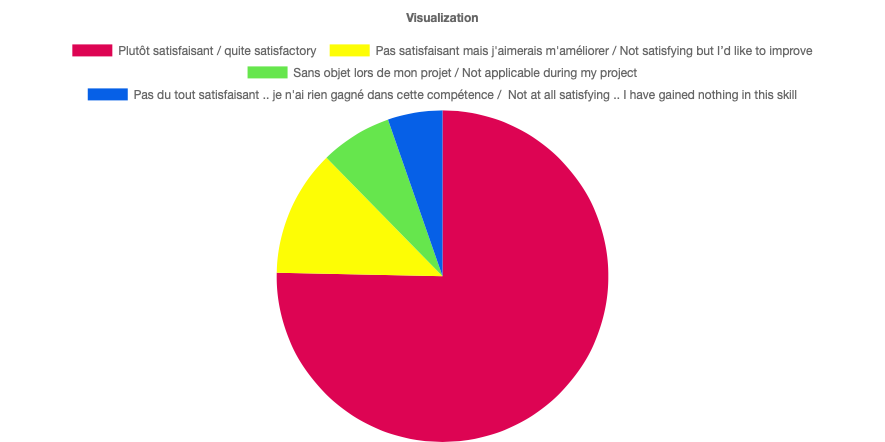 Visualization
Plutôt satisfaisant / quite satisfactory
Pas satisfaisant mais j'aimerais m'améliorer / Not satisfying but I'd like to improve
Sans objet lors de mon projet / Not applicable during my project
Pas du tout satisfaisant .. je n'ai rien gagné dans cette compétence /  Not at all satisfying .. I have gained nothing in this skill